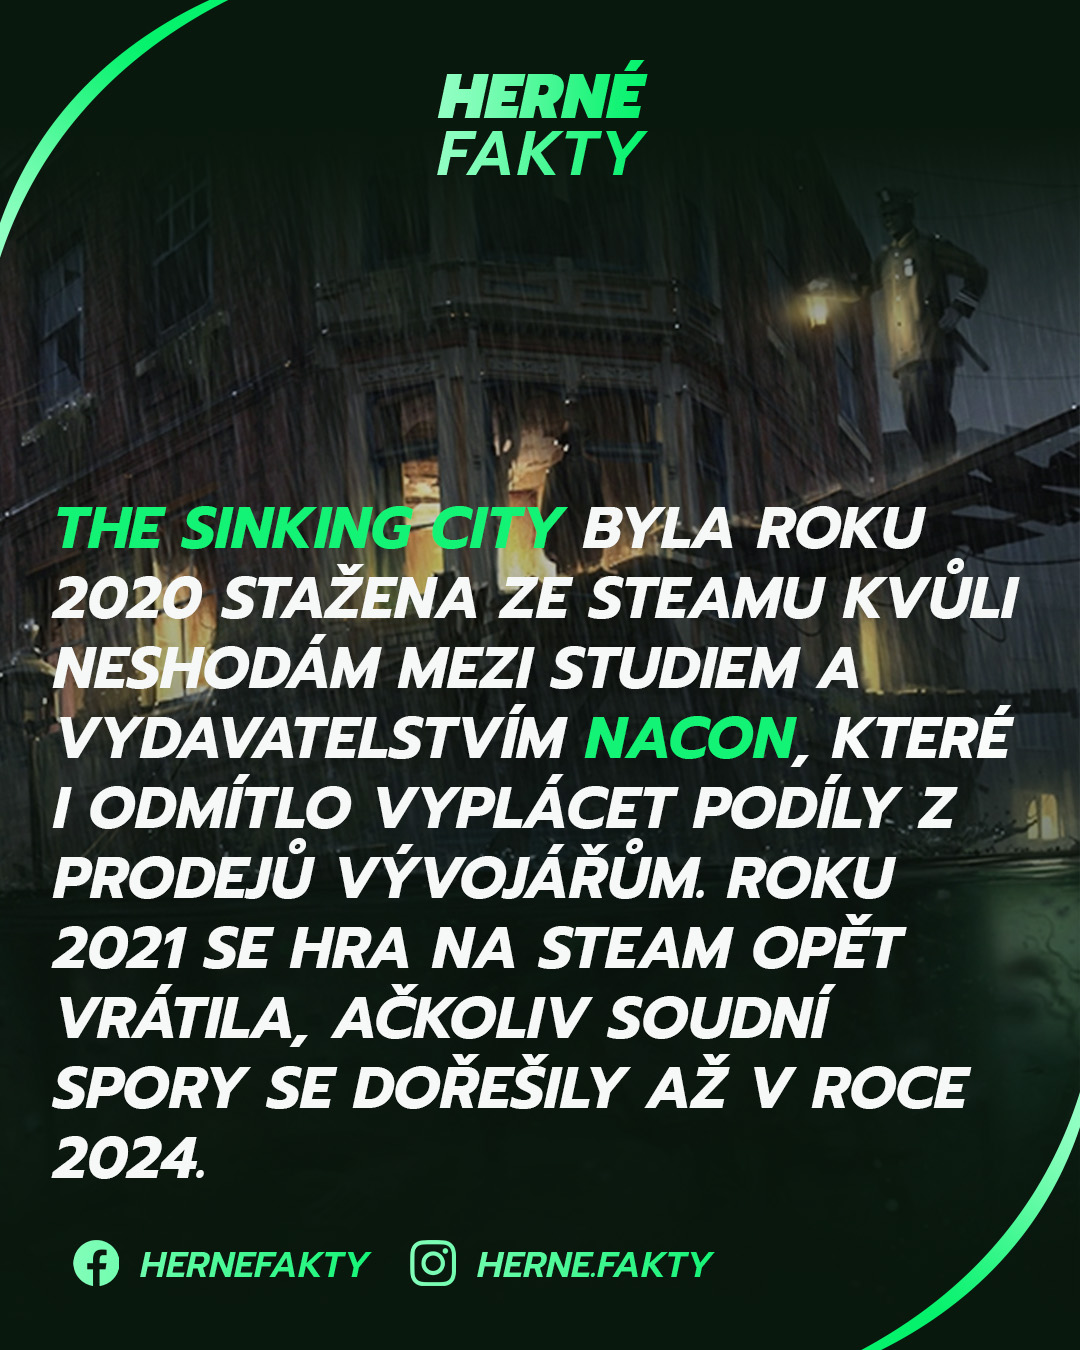 HERNÉ
FAKTY
THE SINKING CITY BYLA ROKU
2020 STAŽENA ZE STEAMU KVŮLI
NESHODÁM MEZI STUDIEM A
VYDAVATELSTVÍM NACON, KTERÉ
I ODMÍTLO VYPLÁCET PODÍLY Z
PRODEJŮ VÝVOJÁŘŮM. ROKU
2021 SE HRA NA STEAM OPĚT
VRÁTILA, AČKOLIV SOUDNÍ
SPORY SE DOŘEŠILY AŽ V ROCE
2024.
HERNEFAKTY HERNE.FAKTY